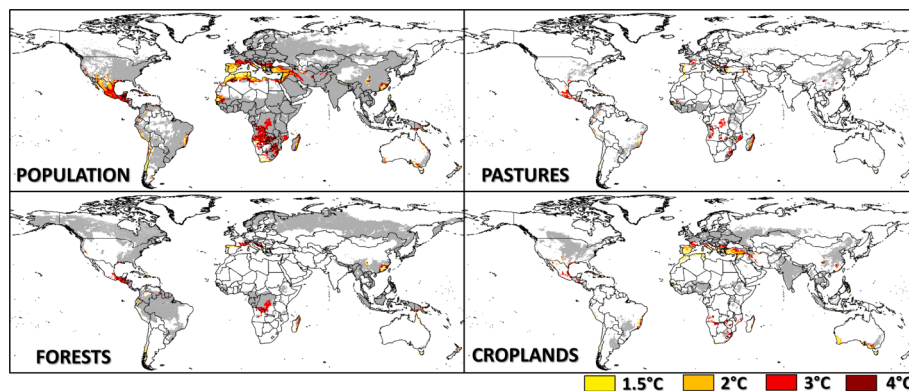 POPULATION
PASTURES
FORESTS
CROPLANDS
1.5°C 2°C 3°C 4°C